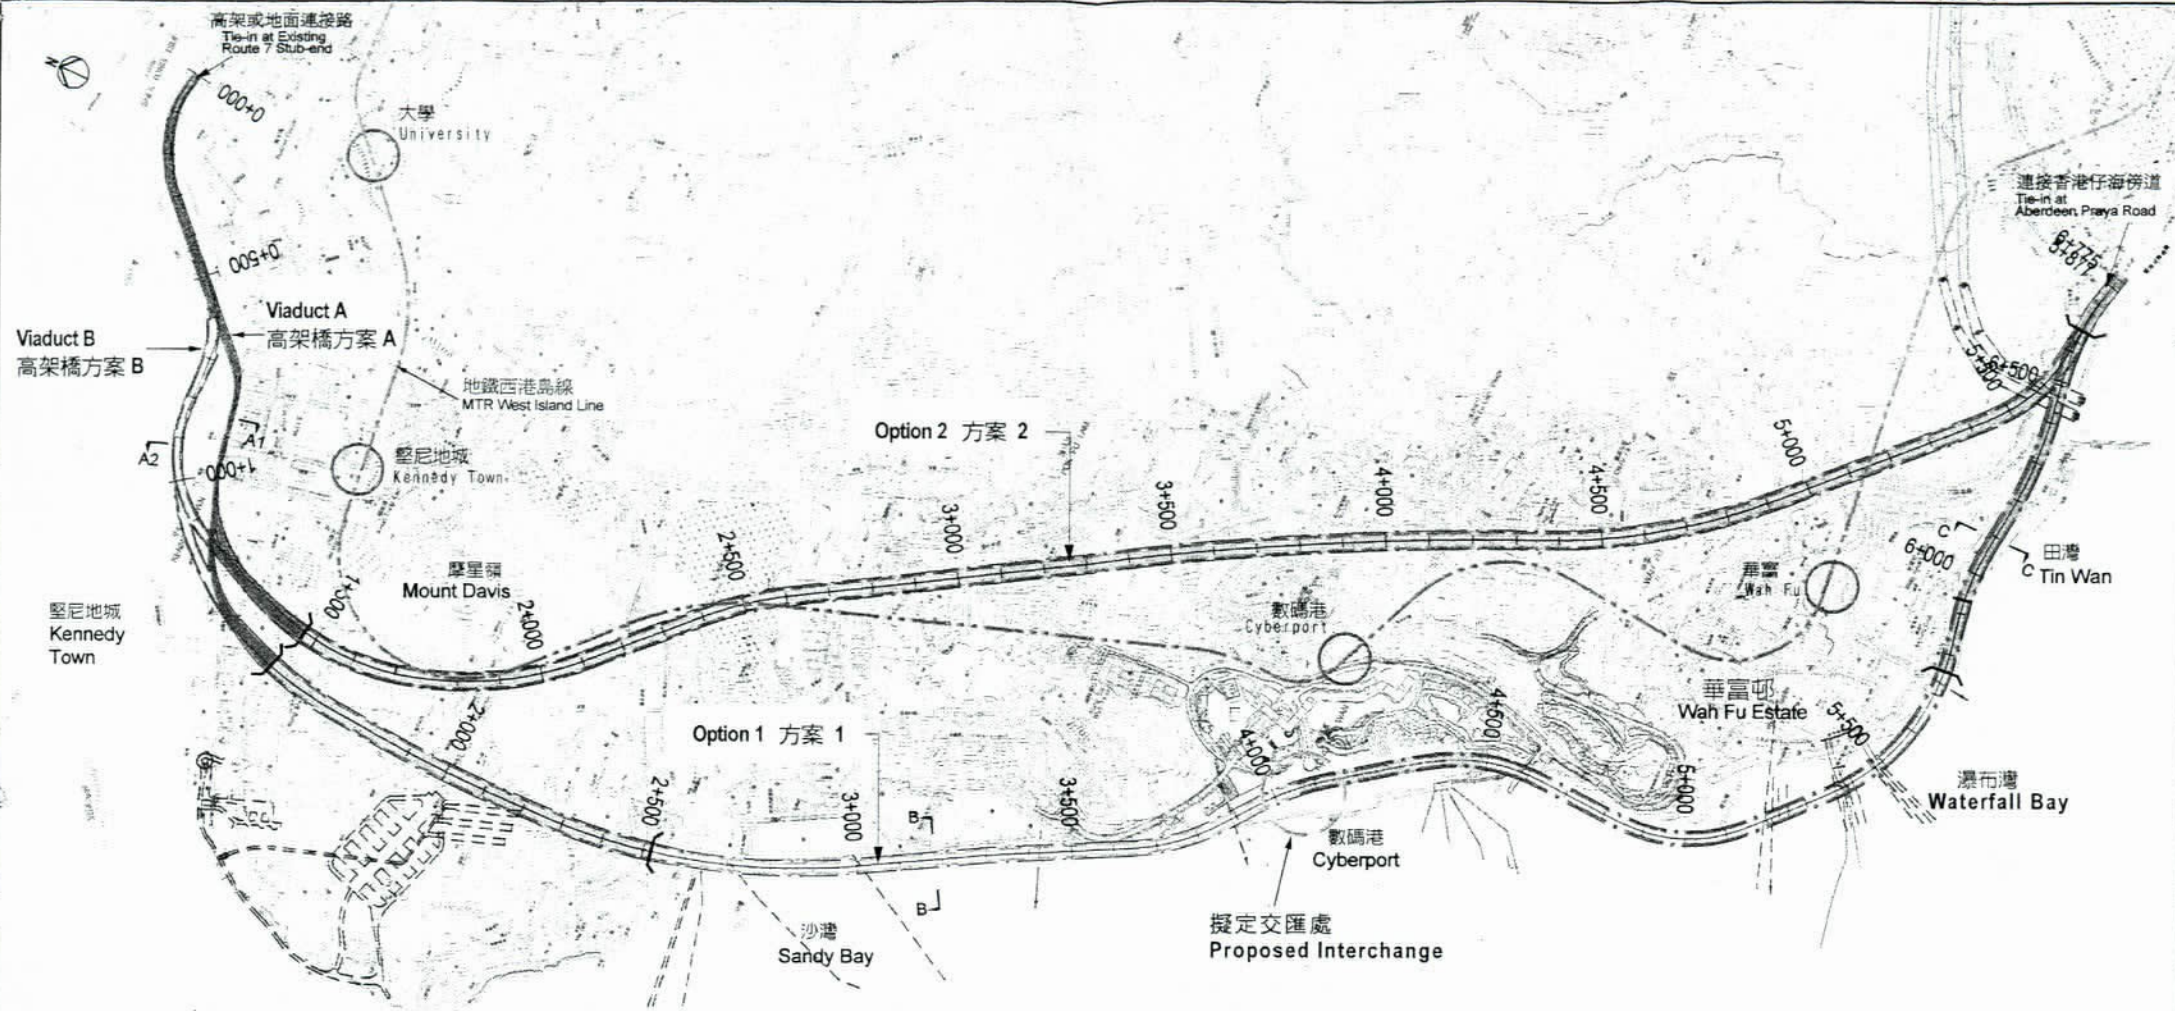 高架或地面連接路
Tie-in at Existing
Route 7 Stub-end
N
0+000
大學
University
連接香港仔海傍道
Tie-in at
Aberdeen Praya Road
6+775
5+877
0+500
Viaduct A
高架橋方案 A
Viaduct B
高架橋方案 B
地鐵西港島線
MTR West Island Line
5+500
6+500
A1
A2
1+000
堅尼地城
Kennedy Town
Option 2 方案 2
2+500
3+000
3+500
4+000
4+500
5+000
C
6+000
C
田灣
Tin Wan
摩星嶺
Mount Davis
1+500
2+000
堅尼地城
Kennedy
Town
數碼港
Cyberport
華富
Wah Fu
華富邨
Wah Fu Estate
Option 1 方案 1
2+000
2+500
3+000
3+500
4+000
4+500
5+000
5+500
瀑布灣
Waterfall Bay
B
B
數碼港
Cyberport
沙灣
Sandy Bay
擬定交匯處
Proposed Interchange